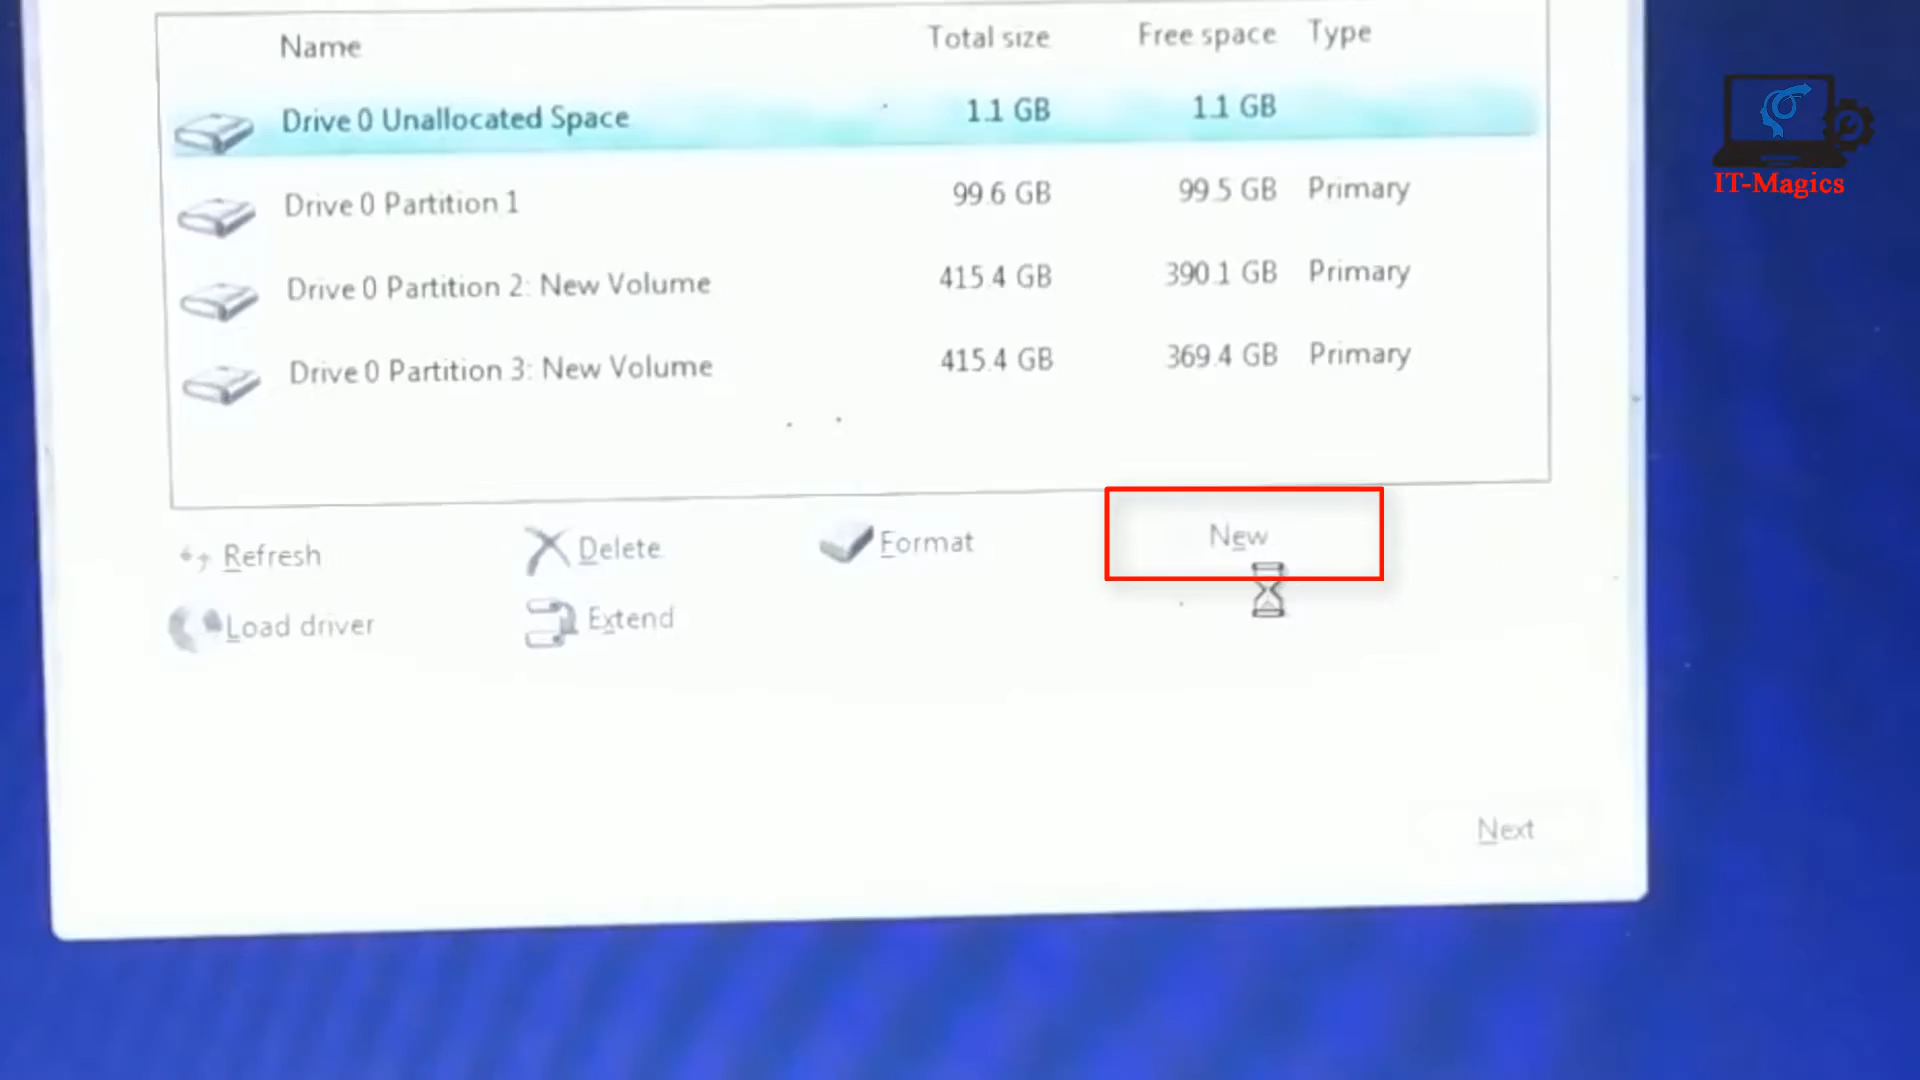 Name Total size Free space Type
Drive 0 Unallocated Space 1.1 GB 1.1 GB
Drive 0 Partition 1 99.6 GB 99.5 GB Primary
Drive 0 Partition 2: New Volume 415.4 GB 390.1 GB Primary
Drive 0 Partition 3: New Volume 415.4 GB 369.4 GB Primary
Refresh Delete Format New
Load driver Extend
Next
IT-Magics